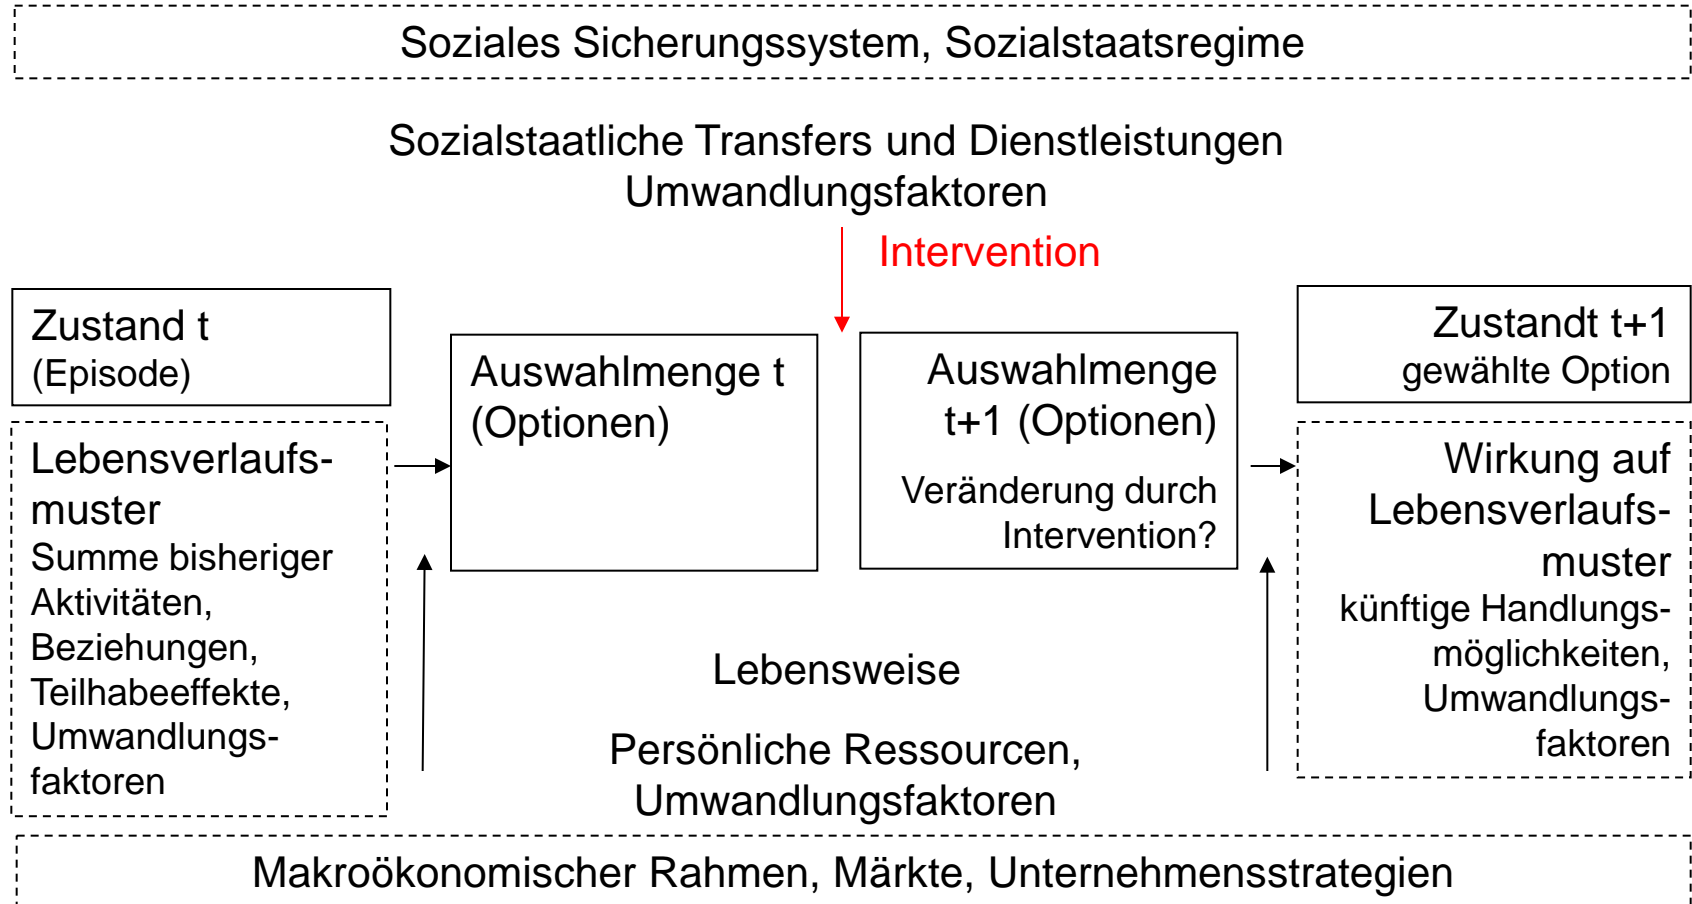 Soziales Sicherungssystem, Sozialstaatsregime
Sozialstaatliche Transfers und Dienstleistungen
Umwandlungsfaktoren
Intervention
Zustand t
(Episode)
Lebensverlaufs-
muster
Summe bisheriger
Aktivitäten,
Beziehungen,
Teilhabeeffekte,
Umwandlungs-
faktoren
Auswahlmenge t
(Optionen)
Auswahlmenge
t+1 (Optionen)
Veränderung durch
Intervention?
Zustandt t+1
gewählte Option
Wirkung auf
Lebensverlaufs-
muster
künftige Handlungs-
möglichkeiten,
Umwandlungs-
faktoren
Lebensweise
Persönliche Ressourcen,
Umwandlungsfaktoren
Makroökonomischer Rahmen, Märkte, Unternehmensstrategien